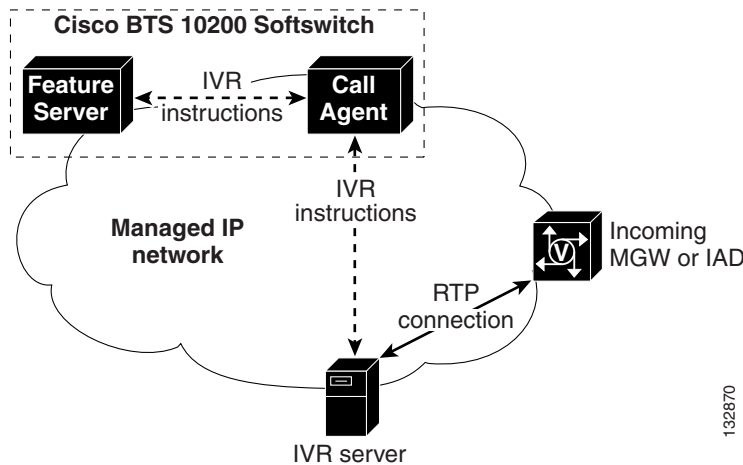 Cisco BTS 10200 Softswitch
Feature
Server
IVR
instructions
Call
Agent
IVR
instructions
Managed IP
network
Incoming
MGW or IAD
V
RTP
connection
IVR server
132870